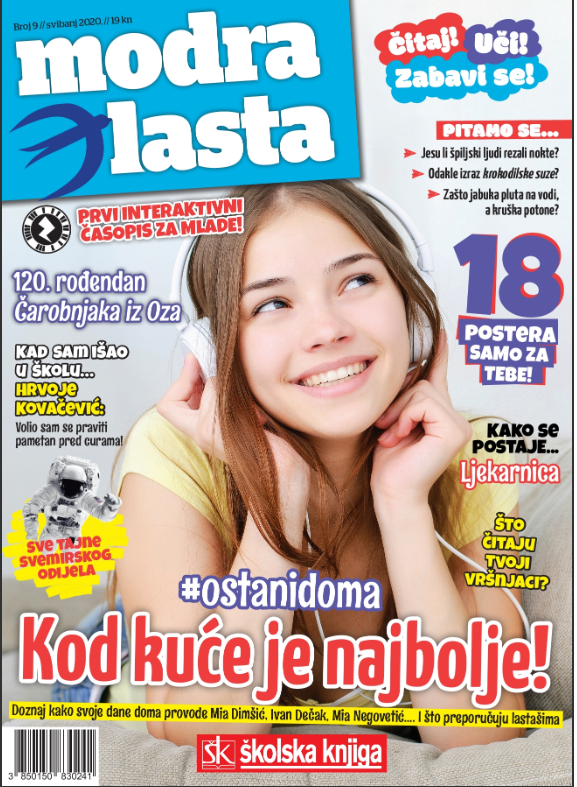 Broj 9 // svibanj 2020. // 19 kn
modra
lasta
Čitaj! Uči!
Zabavi se!
PITAMO SE...
Jesu li špiljski ljudi rezali nokte?
Odakle izraz krokodilske suze?
Zašto jabuka pluta na vodi,
a kruška potone?
PRVI INTERAKTIVNI
ČASOPIS ZA MLADE!
120. rođendan
Čarobnjaka iz Oza
18
POSTERA
SAMO ZA
TEBE!
KAD SAM IŠAO
U ŠKOLU...
HRVOJE
KOVAČEVIĆ:
Volio sam se praviti
pametan pred curama!
KAKO SE
POSTAJE...
Ljekarnica
Sve TAJNE
SVEMIRSKOG
ODIJELA
ŠTO
ČITAJU
TVOJI
VRŠNJACI?
#ostanidoma
Kod kuće je najbolje!
Doznaj kako svoje dane doma provode Mia Dimšić, Ivan Dečak, Mia Negovetić.... I što preporučuju lastašima
šk školska knjiga
3 850150 830241